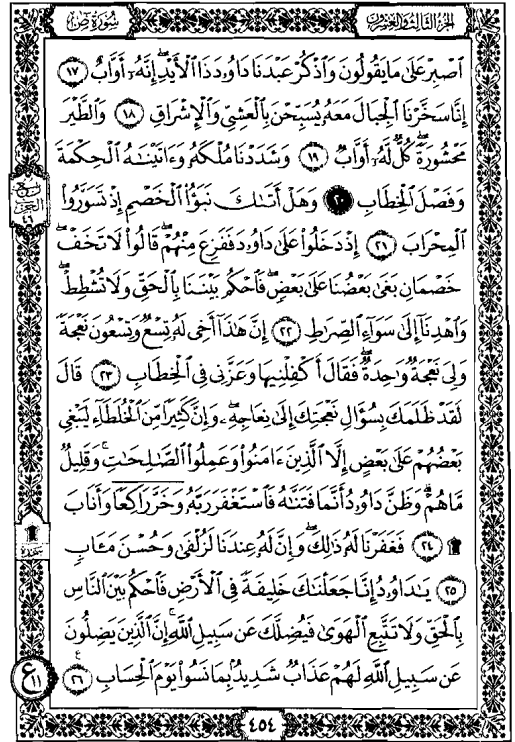 الجزء الثالث والعشرون
سورة ص
ٱصۡبِرۡ عَلَىٰ مَا يَقُولُونَ وَٱذۡكُرۡ عَبۡدَنَا دَاوُۥدَ ذَا ٱلۡأَيۡدِۖ إِنَّهُۥٓ أَوَّابٌ ١٧
إِنَّا سَخَّرۡنَا ٱلۡجِبَالَ مَعَهُۥ يُسَبِّحۡنَ بِٱلۡعَشِيِّ وَٱلۡإِشۡرَاقِ ١٨ وَٱلطَّيۡرَ
مَحۡشُورَةٗۖ كُلّٞ لَّهُۥٓ أَوَّابٞ ١٩ وَشَدَدۡنَا مُلۡكَهُۥ وَءَاتَيۡنَٰهُ ٱلۡحِكۡمَةَ
وَفَصۡلَ ٱلۡخِطَابِ ٢٠ وَهَلۡ أَتَىٰكَ نَبَؤُاْ ٱلۡخَصۡمِ إِذۡ تَسَوَّرُواْ
ٱلۡمِحۡرَابَ ٢١ إِذۡ دَخَلُواْ عَلَىٰ دَاوُۥدَ فَفَزِعَ مِنۡهُمۡۖ قَالُواْ لَا تَخَفۡۖ
خَصۡمَانِ بَغَىٰ بَعۡضُنَا عَلَىٰ بَعۡضٖ فَٱحۡكُم بَيۡنَنَا بِٱلۡحَقِّ وَلَا تُشۡطِطۡ
وَٱهۡدِنَآ إِلَىٰ سَوَآءِ ٱلصِّرَٰطِ ٢٢ إِنَّ هَٰذَآ أَخِي لَهُۥ تِسۡعٞ وَتِسۡعُونَ نَعۡجَةٗ
وَلِيَ نَعۡجَةٞ وَٰحِدَةٞ فَقَالَ أَكۡفِلۡنِيهَا وَعَزَّنِي فِي ٱلۡخِطَابِ ٢٣ قَالَ
لَقَدۡ ظَلَمَكَ بِسُؤَالِ نَعۡجَتِكَ إِلَىٰ نِعَاجِهِۦۖ وَإِنَّ كَثِيرٗا مِّنَ ٱلۡخُلَطَآءِ لَيَبۡغِي
بَعۡضُهُمۡ عَلَىٰ بَعۡضٍ إِلَّا ٱلَّذِينَ ءَامَنُواْ وَعَمِلُواْ ٱلصَّٰلِحَٰتِ وَقَلِيلٞ
مَّا هُمۡۗ وَظَنَّ دَاوُۥدُ أَنَّمَا فَتَنَّٰهُ فَٱسۡتَغۡفَرَ رَبَّهُۥ وَخَرَّۤ رَاكِعٗاۤ وَأَنَابَ
۩ ٢٤ فَغَفَرۡنَا لَهُۥ ذَٰلِكَۖ وَإِنَّ لَهُۥ عِندَنَا لَزُلۡفَىٰ وَحُسۡنَ مَـَٔابٖ
٢٥ يَٰدَاوُۥدُ إِنَّا جَعَلۡنَٰكَ خَلِيفَةٗ فِي ٱلۡأَرۡضِ فَٱحۡكُم بَيۡنَ ٱلنَّاسِ
بِٱلۡحَقِّ وَلَا تَتَّبِعِ ٱلۡهَوَىٰ فَيُضِلَّكَ عَن سَبِيلِ ٱللَّهِۚ إِنَّ ٱلَّذِينَ يَضِلُّونَ
عَن سَبِيلِ ٱللَّهِ لَهُمۡ عَذَابٞ شَدِيدُۢ بِمَا نَسُواْ يَوۡمَ ٱلۡحِسَابِ ٢٦
ربع
الحزب
٤٦
سجدة
ع
١١
٤٥٤